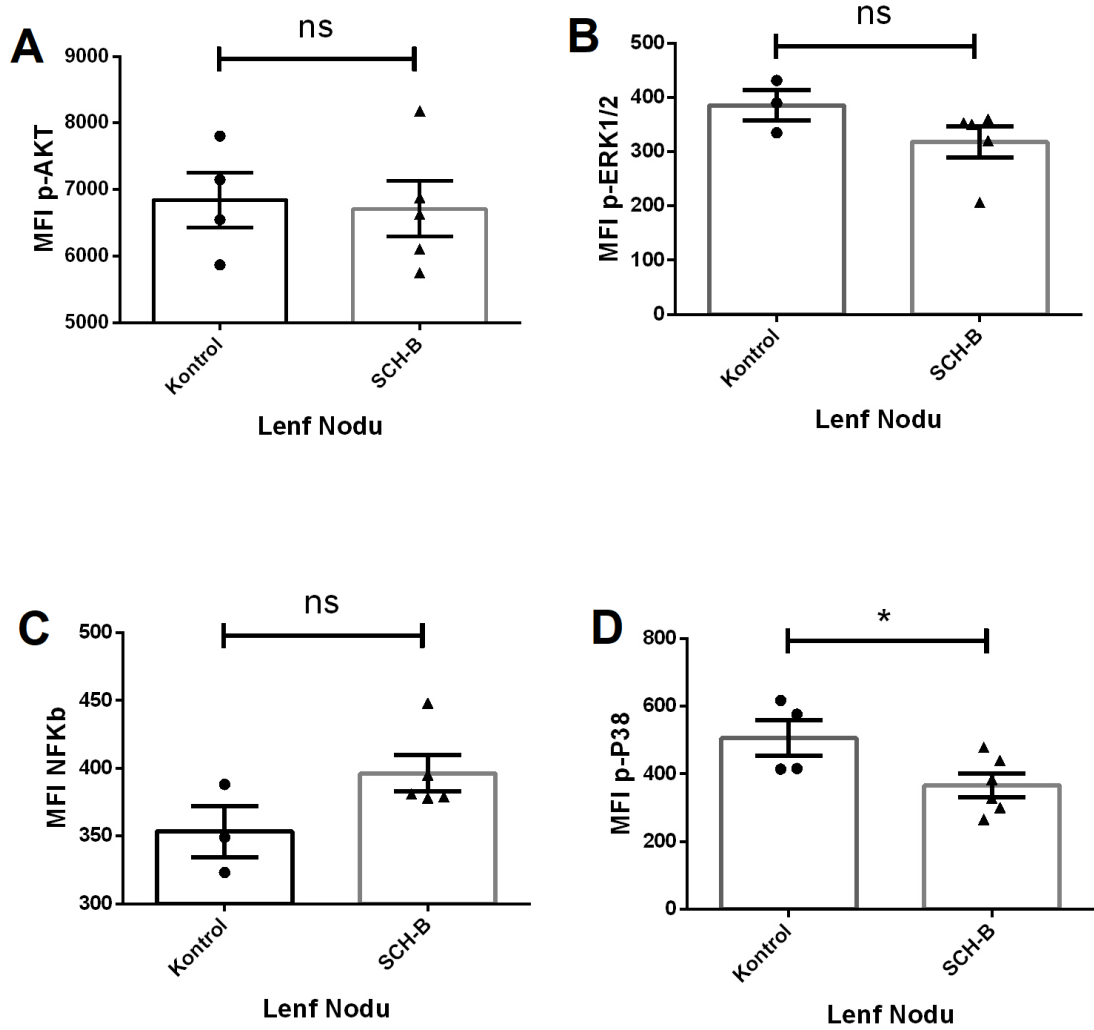 A
ns
9000
8000
7000
6000
5000
MFI p-AKT
Kontrol
SCH-B
Lenf Nodu
B
ns
500
400
300
200
100
0
MFI p-ERK1/2
Kontrol
SCH-B
Lenf Nodu
C
ns
500
450
400
350
300
MFI NFKb
Kontrol
SCH-B
Lenf Nodu
D
*
800
600
400
200
0
MFI p-P38
Kontrol
SCH-B
Lenf Nodu